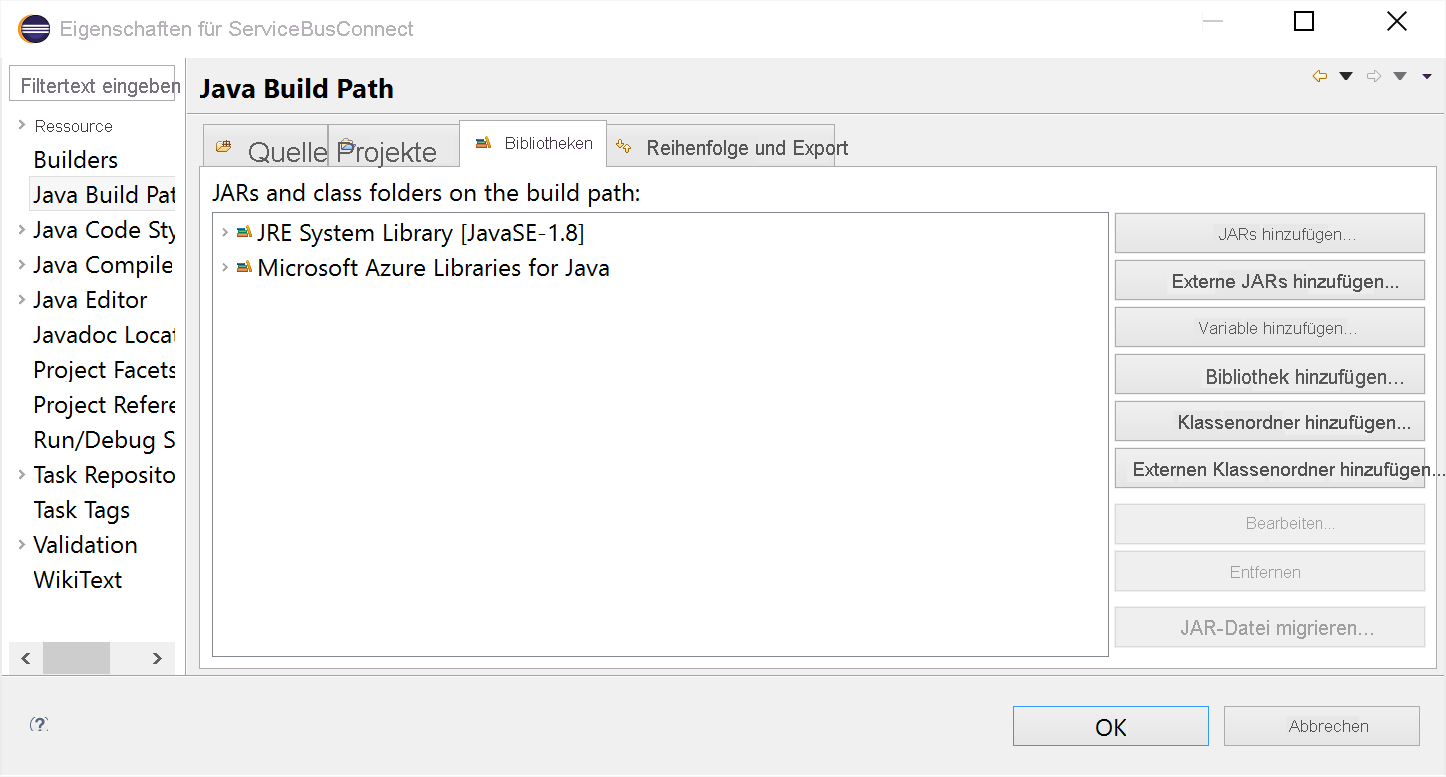 Eigenschaften für ServiceBusConnect
Filtertext eingeben
Java Build Path
Ressource
Builders
Java Build Pat
Java Code Sty
Java Compile
Java Editor
Javadoc Locat
Project Facets
Project Refere
Run/Debug S
Task Reposito
Task Tags
Validation
WikiText
Quelle
Projekte
Bibliotheken
Reihenfolge und Export
JARs and class folders on the build path:
JRE System Library [JavaSE-1.8]
Microsoft Azure Libraries for Java
JARs hinzufügen...
Externe JARs hinzufügen...
Variable hinzufügen...
Bibliothek hinzufügen...
Klassenordner hinzufügen...
Externen Klassenordner hinzufügen...
Bearbeiten...
Entfernen
JAR-Datei migrieren...
OK
Abbrechen